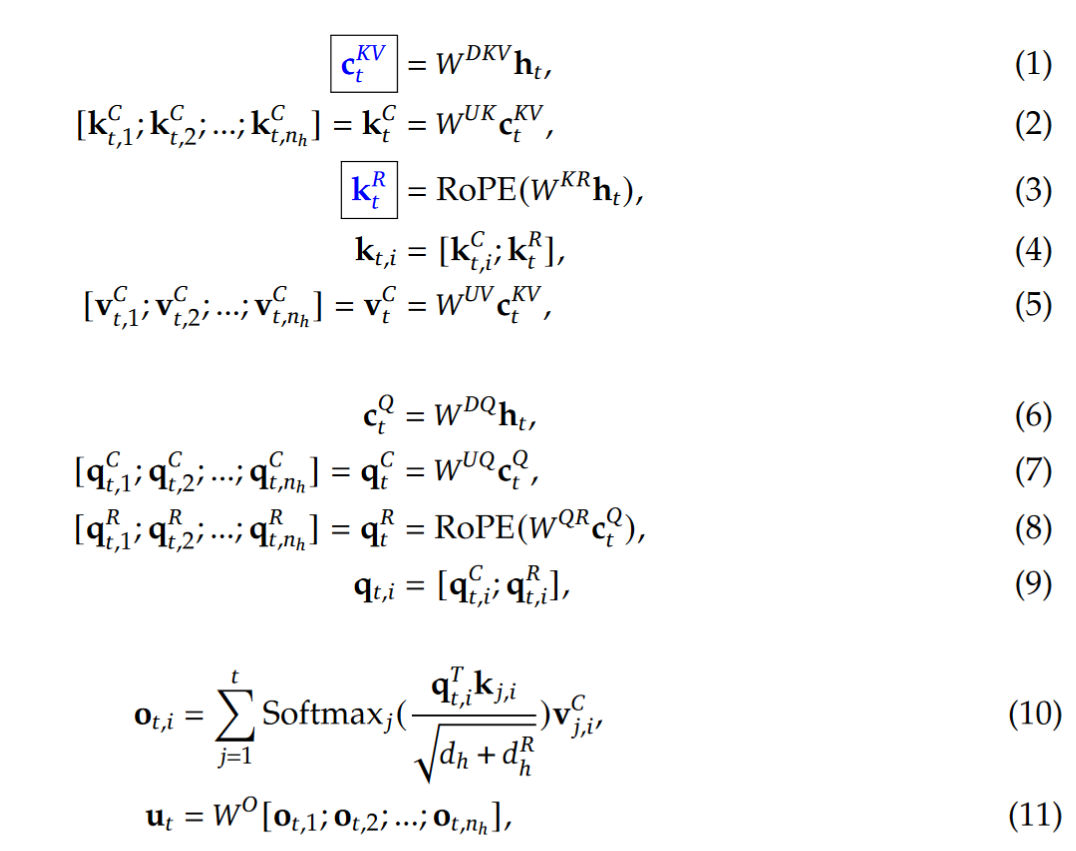 $\boxed{\mathbf{c}_t^{KV}} = W^{DKV}\mathbf{h}_t,$ (1)
$[\mathbf{k}_{t,1}^{C}; \mathbf{k}_{t,2}^{C}; ...; \mathbf{k}_{t,n_h}^{C}] = \mathbf{k}_t^{C} = W^{UK}\mathbf{c}_t^{KV},$ (2)
$\boxed{\mathbf{k}_t^{R}} = \mathrm{RoPE}(W^{KR}\mathbf{h}_t),$ (3)
$\mathbf{k}_{t,i} = [\mathbf{k}_{t,i}^{C}; \mathbf{k}_t^{R}],$ (4)
$[\mathbf{v}_{t,1}^{C}; \mathbf{v}_{t,2}^{C}; ...; \mathbf{v}_{t,n_h}^{C}] = \mathbf{v}_t^{C} = W^{UV}\mathbf{c}_t^{KV},$ (5)
$\mathbf{c}_t^{Q} = W^{DQ}\mathbf{h}_t,$ (6)
$[\mathbf{q}_{t,1}^{C}; \mathbf{q}_{t,2}^{C}; ...; \mathbf{q}_{t,n_h}^{C}] = \mathbf{q}_t^{C} = W^{UQ}\mathbf{c}_t^{Q},$ (7)
$[\mathbf{q}_{t,1}^{R}; \mathbf{q}_{t,2}^{R}; ...; \mathbf{q}_{t,n_h}^{R}] = \mathbf{q}_t^{R} = \mathrm{RoPE}(W^{QR}\mathbf{c}_t^{Q}),$ (8)
$\mathbf{q}_{t,i} = [\mathbf{q}_{t,i}^{C}; \mathbf{q}_{t,i}^{R}],$ (9)
$\mathbf{o}_{t,i} = \sum_{j=1}^{t} \mathrm{Softmax}_j(\frac{\mathbf{q}_{t,i}^{T}\mathbf{k}_{j,i}}{\sqrt{d_h + d_h^{R}}})\mathbf{v}_{j,i}^{C},$ (10)
$\mathbf{u}_t = W^{O}[\mathbf{o}_{t,1}; \mathbf{o}_{t,2}; ...; \mathbf{o}_{t,n_h}],$ (11)